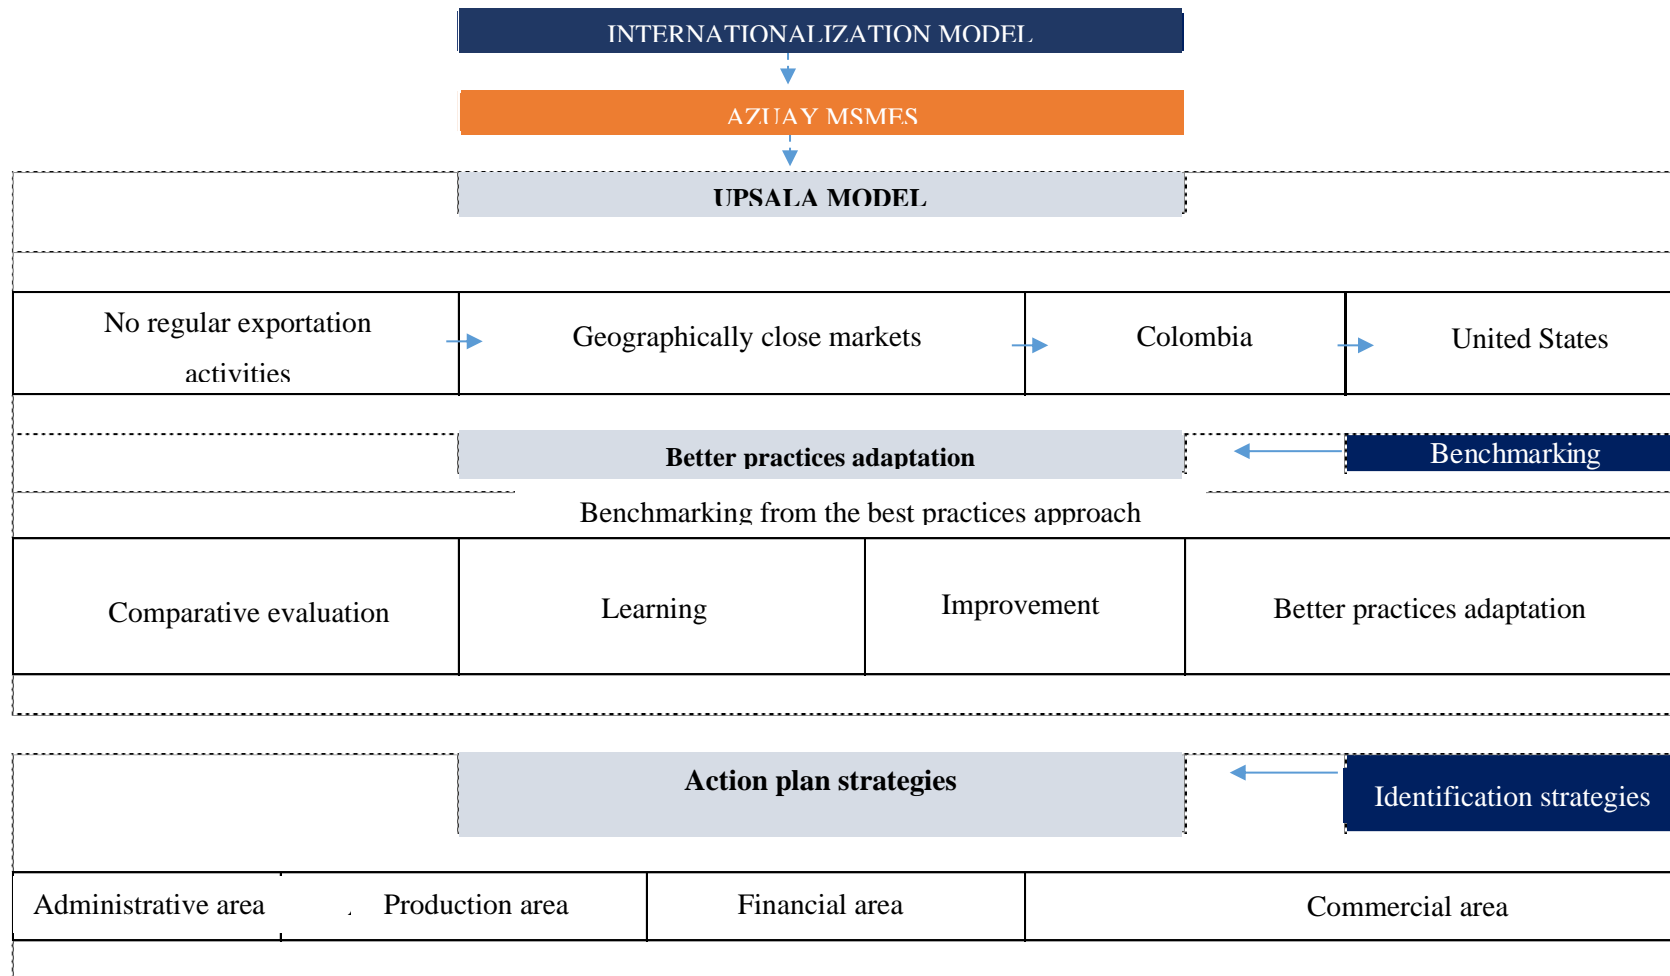 INTERNATIONALIZATION MODEL
AZUAY MSMES
UPSALA MODEL
No regular exportation
activities
Geographically close markets
Colombia
United States
Better practices adaptation
Benchmarking
Benchmarking from the best practices approach
Comparative evaluation
Learning
Improvement
Better practices adaptation
Action plan strategies
Identification strategies
Administrative area
Production area
Financial area
Commercial area